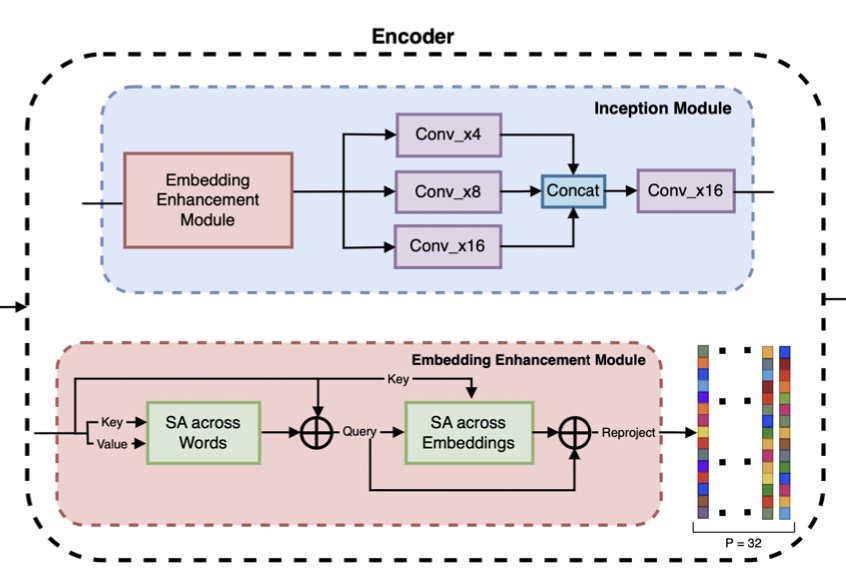 Encoder
Inception Module
Embedding
Enhancement
Module
Conv_x4
Conv_x8
Conv_x16
Concat
Conv_x16
Embedding Enhancement Module
Key
Key
Value
SA across
Words
Query
SA across
Embeddings
Reproject
P = 32